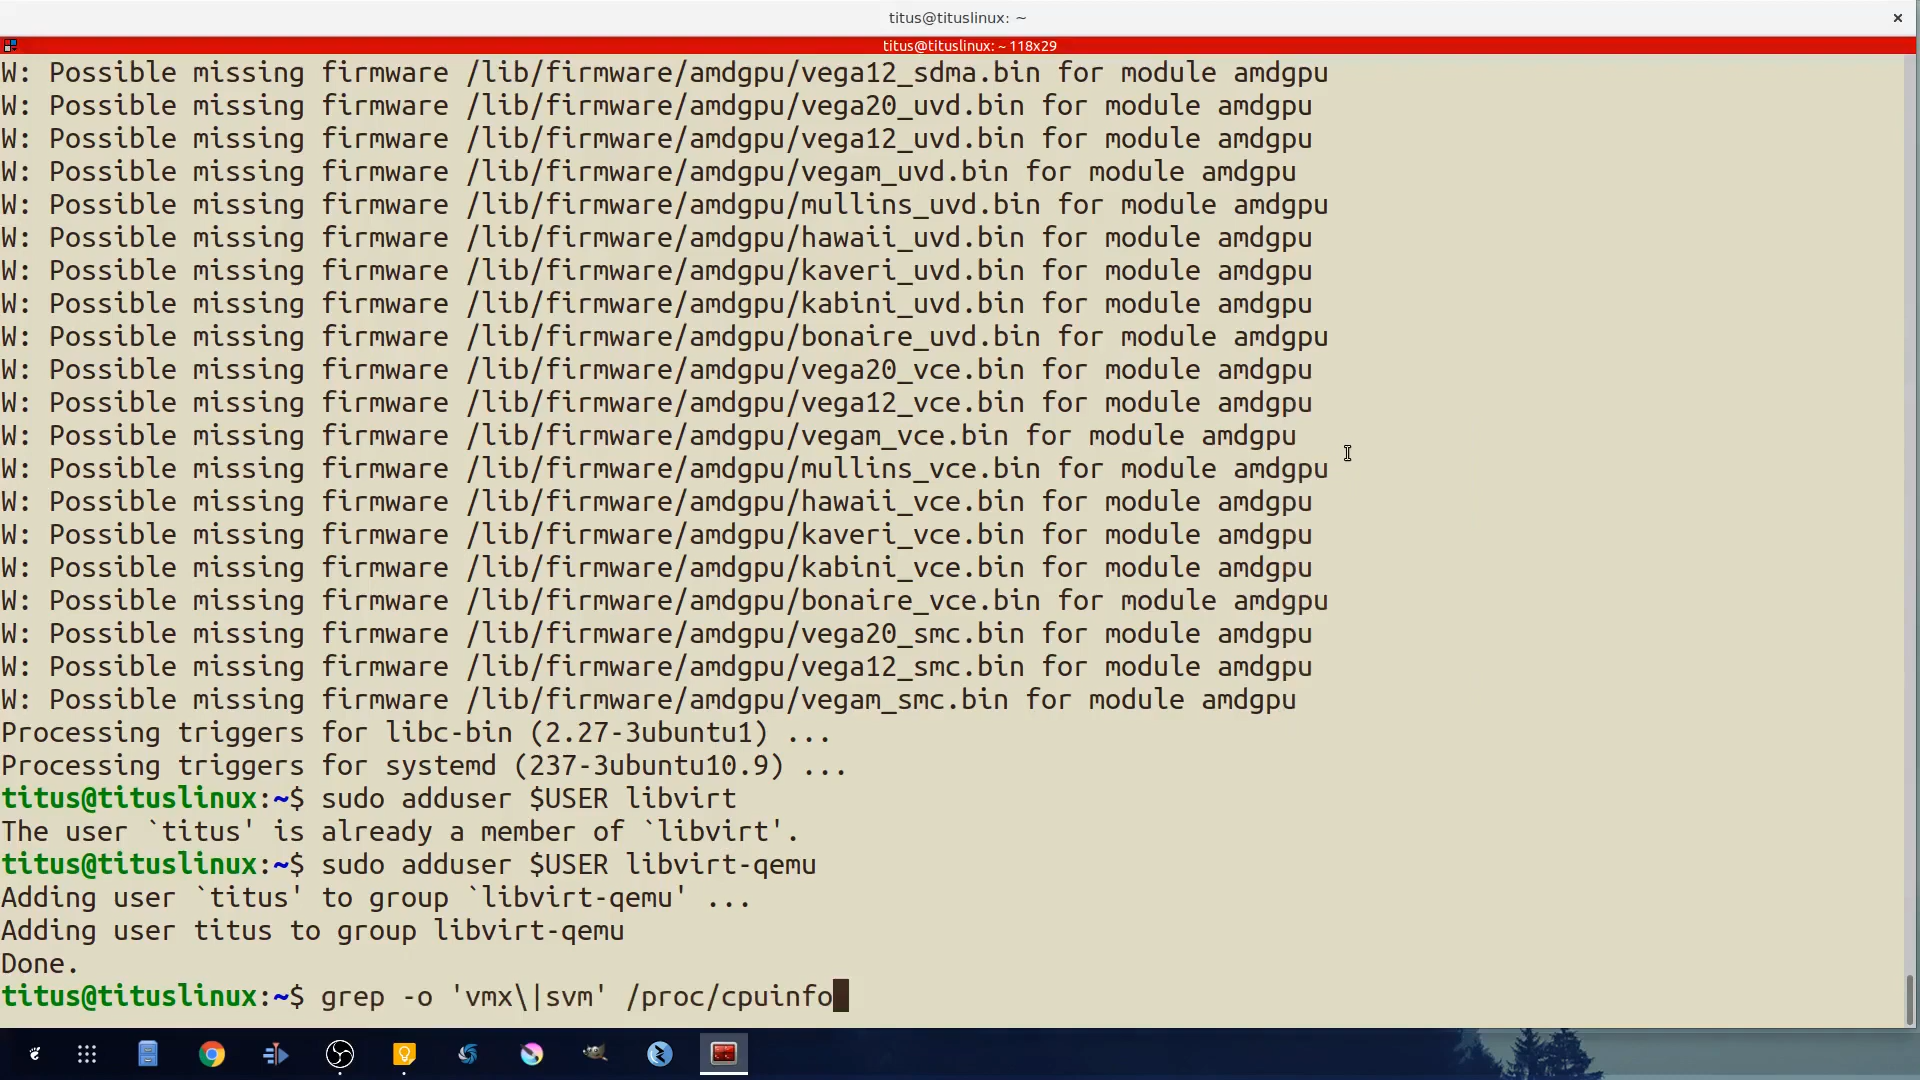 titus@tituslinux: ~
titus@tituslinux: ~ 118x29
W: Possible missing firmware /lib/firmware/amdgpu/vega12_sdma.bin for module amdgpu
W: Possible missing firmware /lib/firmware/amdgpu/vega20_uvd.bin for module amdgpu
W: Possible missing firmware /lib/firmware/amdgpu/vega12_uvd.bin for module amdgpu
W: Possible missing firmware /lib/firmware/amdgpu/vegam_uvd.bin for module amdgpu
W: Possible missing firmware /lib/firmware/amdgpu/mullins_uvd.bin for module amdgpu
W: Possible missing firmware /lib/firmware/amdgpu/hawaii_uvd.bin for module amdgpu
W: Possible missing firmware /lib/firmware/amdgpu/kaveri_uvd.bin for module amdgpu
W: Possible missing firmware /lib/firmware/amdgpu/kabini_uvd.bin for module amdgpu
W: Possible missing firmware /lib/firmware/amdgpu/bonaire_uvd.bin for module amdgpu
W: Possible missing firmware /lib/firmware/amdgpu/vega20_vce.bin for module amdgpu
W: Possible missing firmware /lib/firmware/amdgpu/vega12_vce.bin for module amdgpu
W: Possible missing firmware /lib/firmware/amdgpu/vegam_vce.bin for module amdgpu
W: Possible missing firmware /lib/firmware/amdgpu/mullins_vce.bin for module amdgpu
W: Possible missing firmware /lib/firmware/amdgpu/hawaii_vce.bin for module amdgpu
W: Possible missing firmware /lib/firmware/amdgpu/kaveri_vce.bin for module amdgpu
W: Possible missing firmware /lib/firmware/amdgpu/kabini_vce.bin for module amdgpu
W: Possible missing firmware /lib/firmware/amdgpu/bonaire_vce.bin for module amdgpu
W: Possible missing firmware /lib/firmware/amdgpu/vega20_smc.bin for module amdgpu
W: Possible missing firmware /lib/firmware/amdgpu/vega12_smc.bin for module amdgpu
W: Possible missing firmware /lib/firmware/amdgpu/vegam_smc.bin for module amdgpu
Processing triggers for libc-bin (2.27-3ubuntu1) ...
Processing triggers for systemd (237-3ubuntu10.9) ...
titus@tituslinux:~$ sudo adduser $USER libvirt
The user `titus' is already a member of `libvirt'.
titus@tituslinux:~$ sudo adduser $USER libvirt-qemu
Adding user `titus' to group `libvirt-qemu' ...
Adding user titus to group libvirt-qemu
Done.
titus@tituslinux:~$ grep -o 'vmx\|svm' /proc/cpuinfo